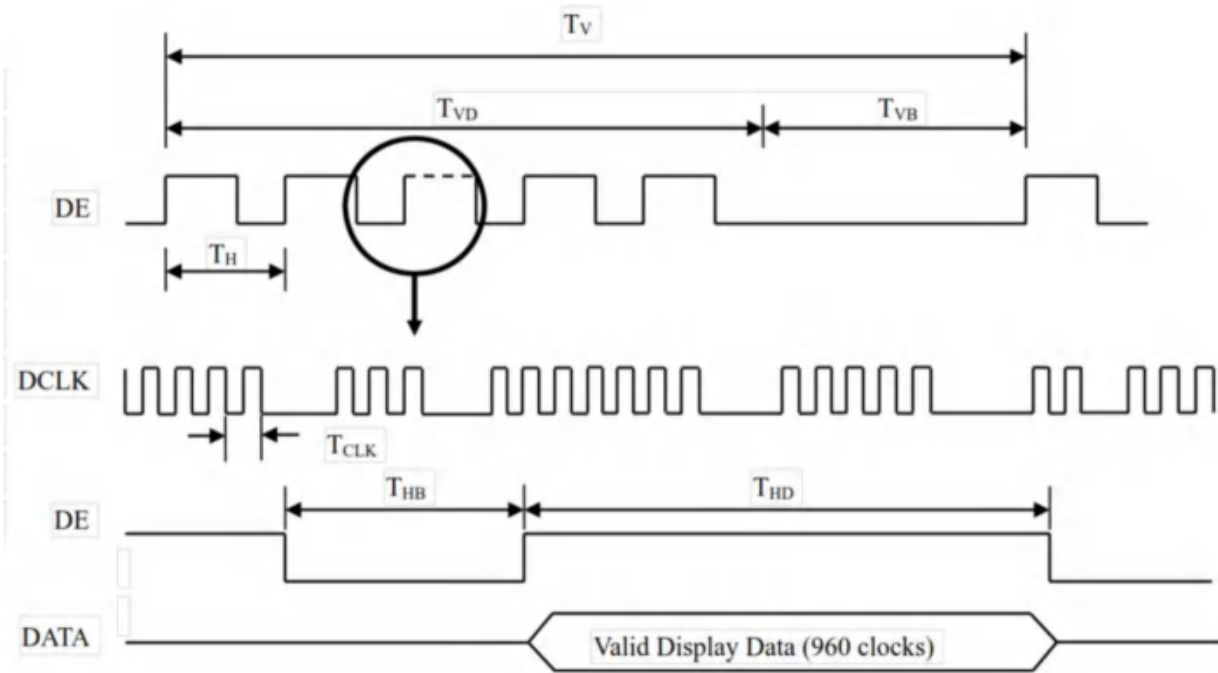 TV
TVD
TVB
DE
TH
DCLK
TCLK
THB
THD
DE
DATA
Valid Display Data (960 clocks)